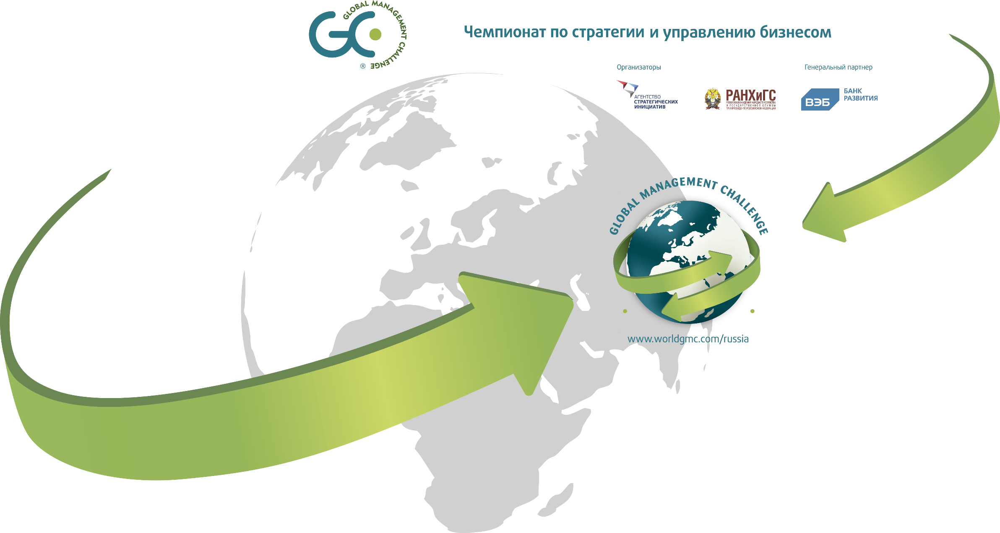 GLOBAL MANAGEMENT CHALLENGE
GC
®
Чемпионат по стратегии и управлению бизнесом
Организаторы
Генеральный партнер
АГЕНТСТВО
СТРАТЕГИЧЕСКИХ
ИНИЦИАТИВ
РАНХиГС
РОССИЙСКАЯ АКАДЕМИЯ НАРОДНОГО ХОЗЯЙСТВА
И ГОСУДАРСТВЕННОЙ СЛУЖБЫ
ПРИ ПРЕЗИДЕНТЕ РОССИЙСКОЙ ФЕДЕРАЦИИ
ВЭБ
БАНК
РАЗВИТИЯ
GLOBAL MANAGEMENT CHALLENGE
www.worldgmc.com/russia